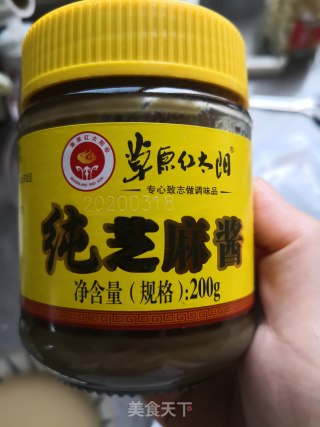 草原红太阳®
专心致志做调味品
20200318
纯芝麻酱
净含量(规格):200g
美食天下